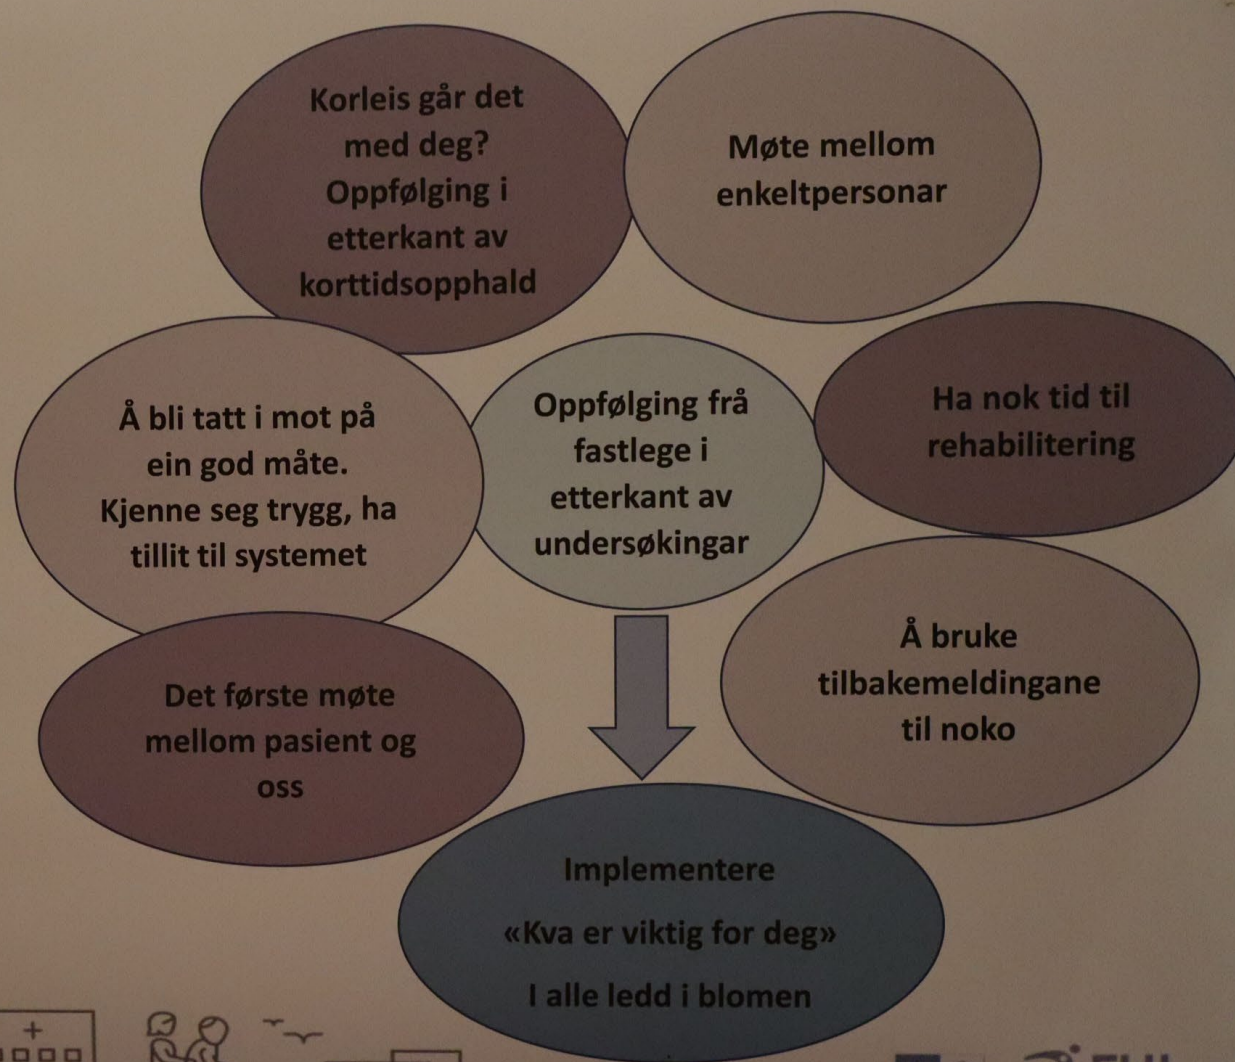 Korleis går det
med deg?
Oppfølging i
etterkant av
korttidsopphald
Møte mellom
enkeltpersonar
Å bli tatt i mot på
ein god måte.
Kjenne seg trygg, ha
tillit til systemet
Oppfølging frå
fastlege i
etterkant av
undersøkingar
Ha nok tid til
rehabilitering
Det første møte
mellom pasient og
oss
Å bruke
tilbakemeldingane
til noko
Implementere
«Kva er viktig for deg»
I alle ledd i blomen